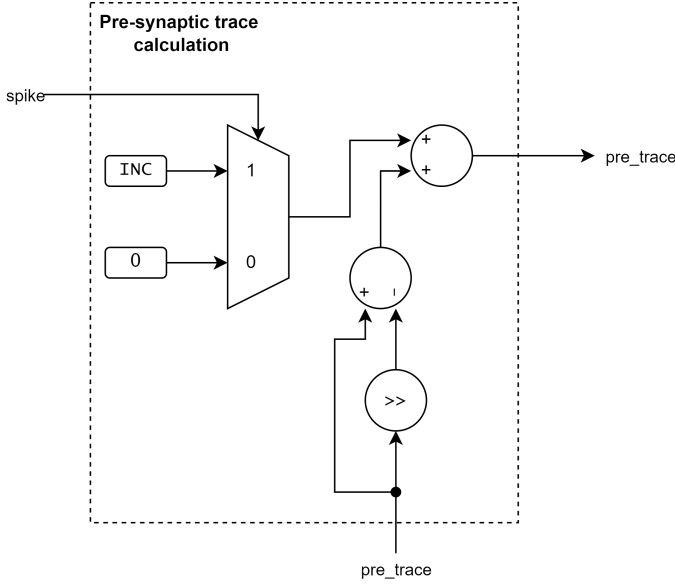 Pre-synaptic trace
calculation
spike
INC
1
0
0
+
+
pre_trace
+ -
>>
pre_trace